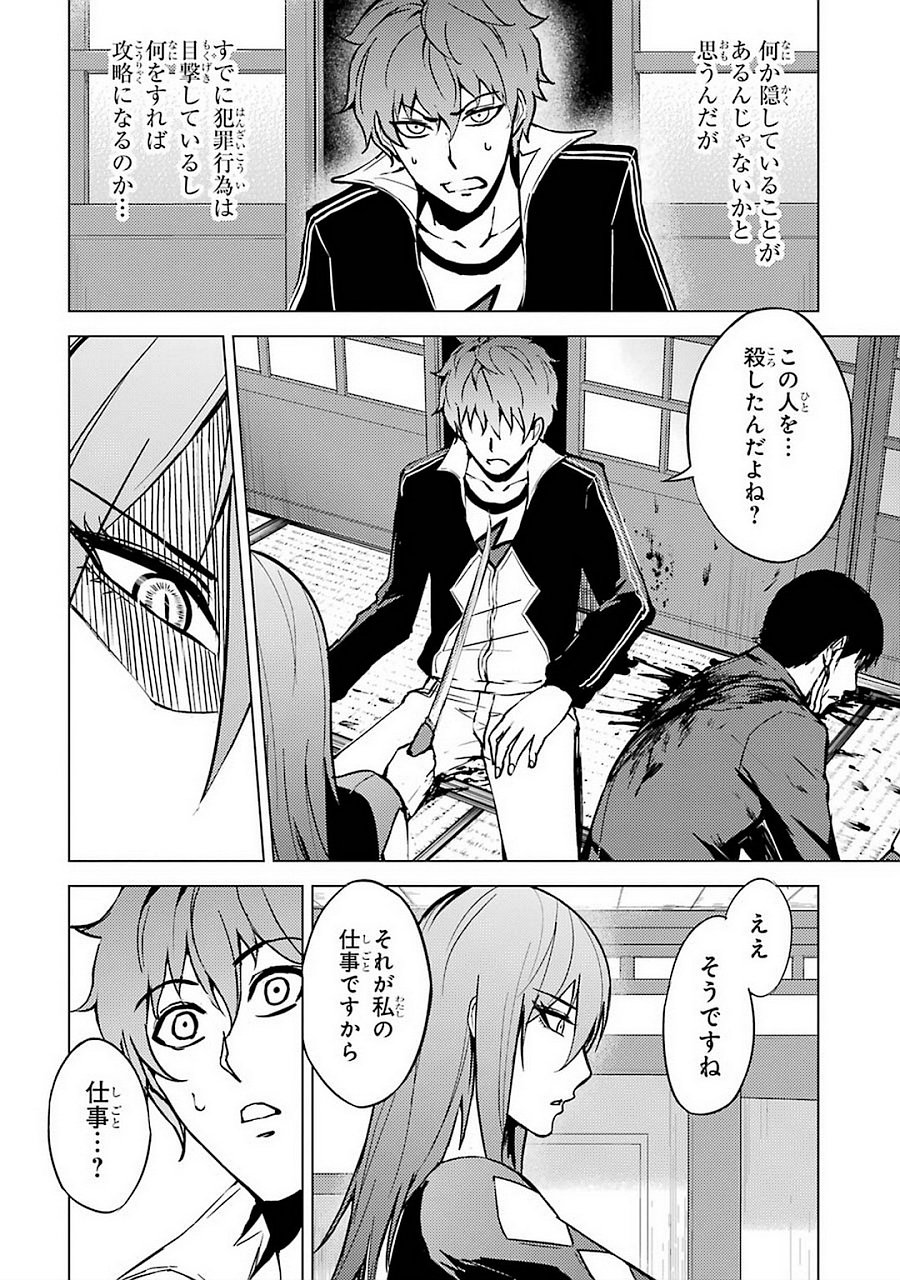 何か隠していることが
あるんじゃないかと
思うんだが
すでに犯罪行為は
目撃しているし
何をすれば
攻略になるのか…
この人を…
殺したんだよね?
ええ
そうですね
それが私の
仕事ですから
仕事…?